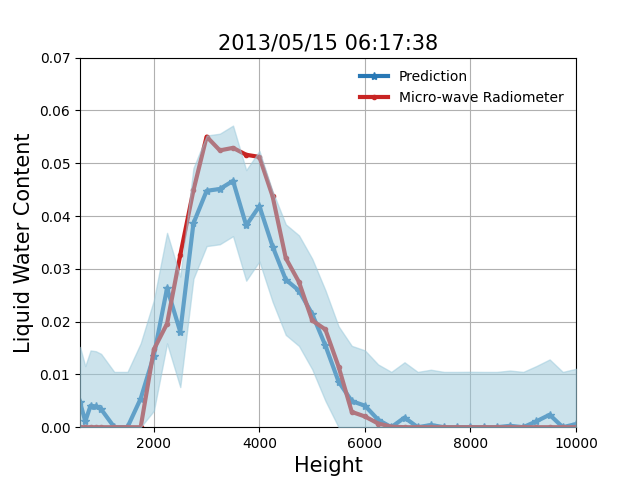 2013/05/15 06:17:38
0.07
0.06
0.05
0.04
0.03
0.02
0.01
0.00
Liquid Water Content
Prediction
Micro-wave Radiometer
2000 4000 6000 8000 10000
Height